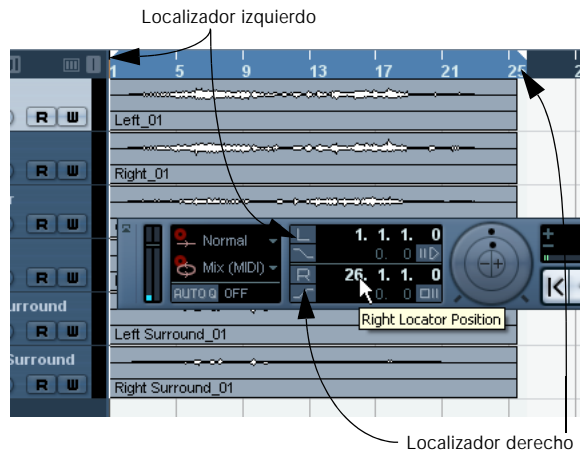 Localizador izquierdo
1 5 9 13 17 21 25 2
R W
Left_01
R W
Right_01
R W
Normal
L 1. 1. 1. 0
0. 0
R W
Mix (MIDI)
R 26. 1. 1. 0
AUTO Q OFF
0. 0
Right Locator Position
urround
R W
Left Surround_01
Surround
R W
Right Surround_01
Localizador derecho